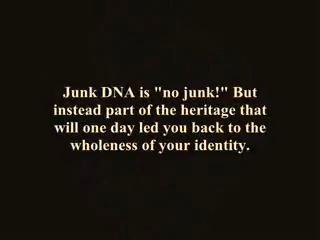 Junk DNA is "no junk!" But
instead part of the heritage that
will one day led you back to the
wholeness of your identity.